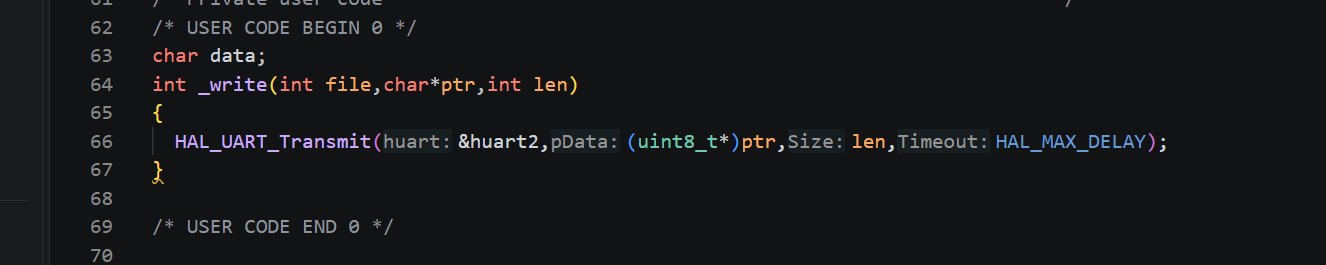 61 /* Private user code */
62 /* USER CODE BEGIN 0 */
63 char data;
64 int _write(int file,char*ptr,int len)
65 {
66 HAL_UART_Transmit(huart:&huart2,pData:(uint8_t*)ptr,Size:len,Timeout:HAL_MAX_DELAY);
67 }
68
69 /* USER CODE END 0 */
70